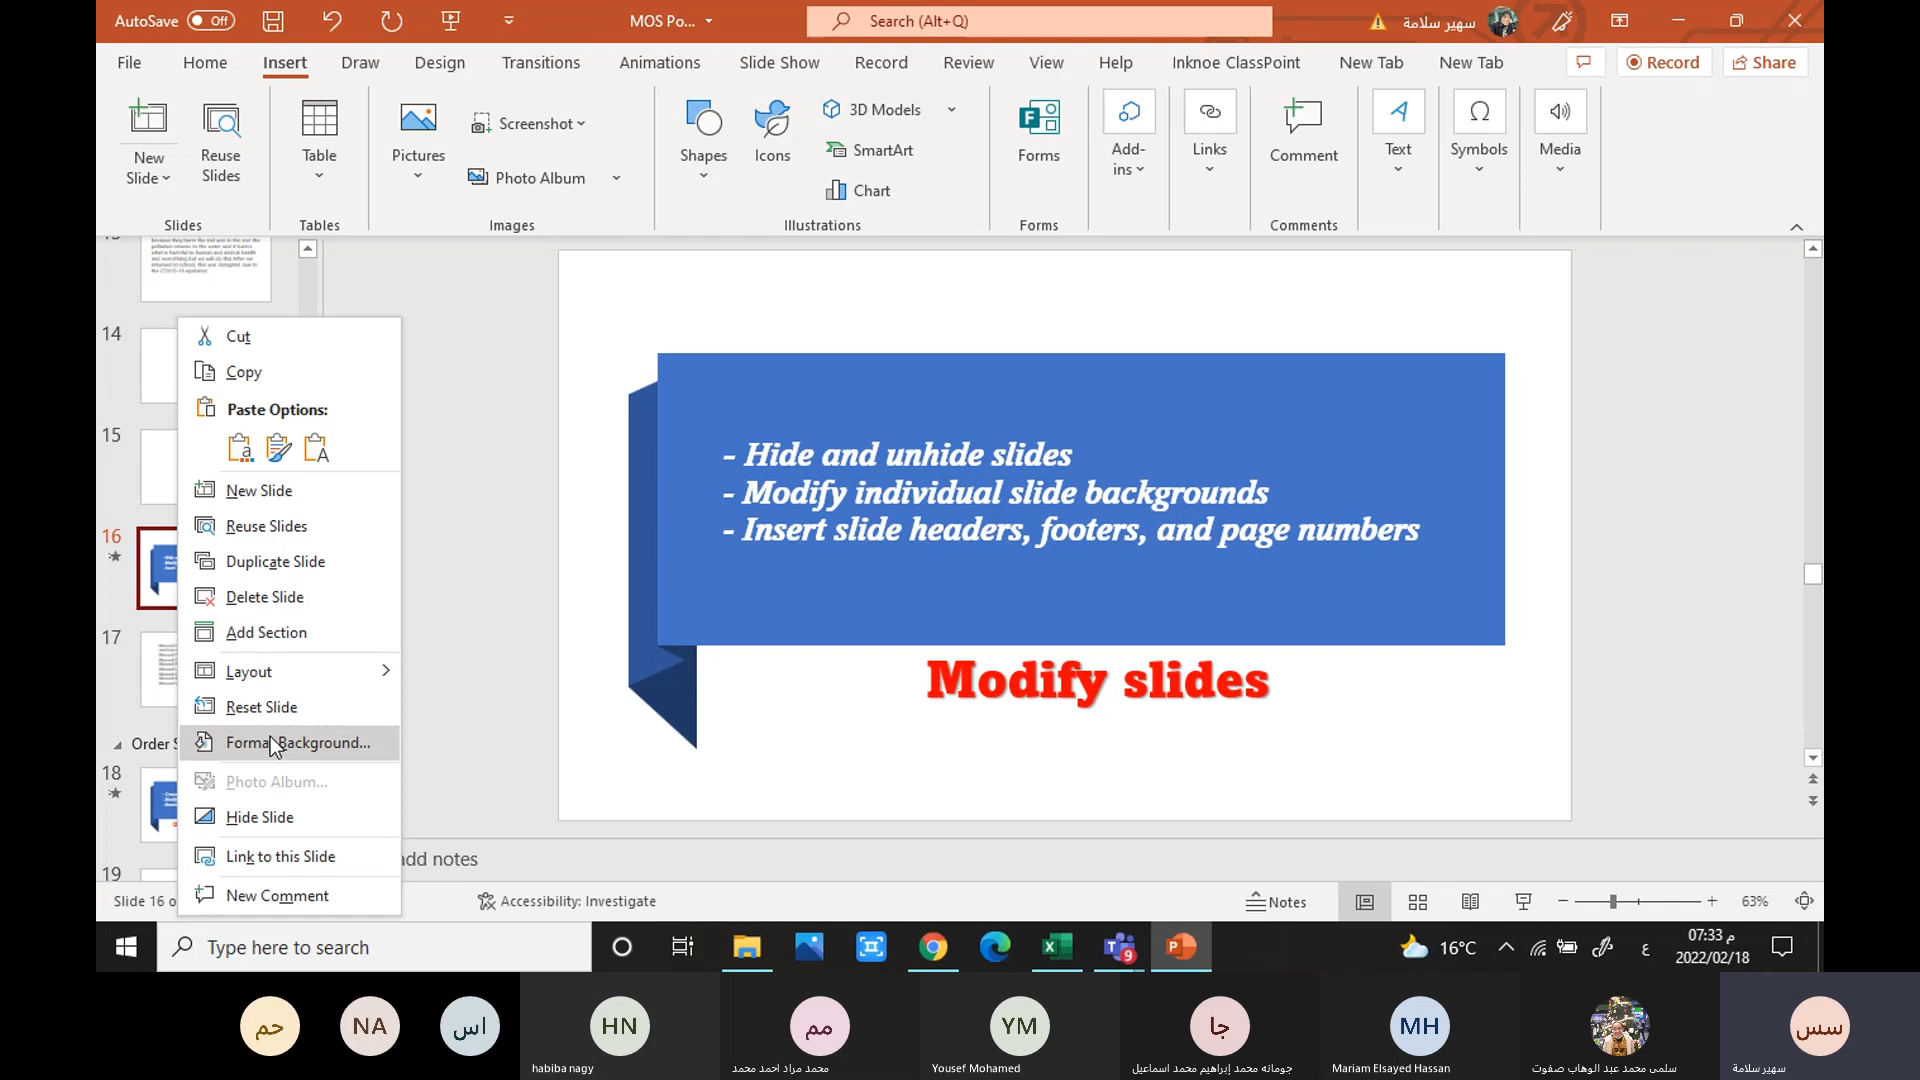 AutoSave Off
MOS Po...
Search (Alt+Q)
سهير سلامة
File Home Insert Draw Design Transitions Animations Slide Show Record Review View Help Inknoe ClassPoint New Tab New Tab
Record
Share
New Slide
Reuse Slides
Slides
Table
Tables
Pictures
Screenshot
Photo Album
Images
Shapes
Icons
3D Models
SmartArt
Chart
Illustrations
Forms
Forms
Add-ins
Links
Comment
Comments
Text
Symbols
Media
14
15
16
17
Order S
18
19
Cut
Copy
Paste Options:
New Slide
Reuse Slides
Duplicate Slide
Delete Slide
Add Section
Layout
Reset Slide
Format Background...
Photo Album...
Hide Slide
Link to this Slide
New Comment
- Hide and unhide slides
- Modify individual slide backgrounds
- Insert slide headers, footers, and page numbers
Modify slides
add notes
Slide 16 o
Accessibility: Investigate
Notes
63%
Type here to search
9
16°C
ع
07:33 م
2022/02/18
حم
NA
اس
HN
habiba nagy
مم
محمد مراد احمد محمد
YM
Yousef Mohamed
جا
جومانه محمد إبراهيم محمد اسماعيل
MH
Mariam Elsayed Hassan
سلمى محمد عبد الوهاب صفوت
سس
سهير سلامة